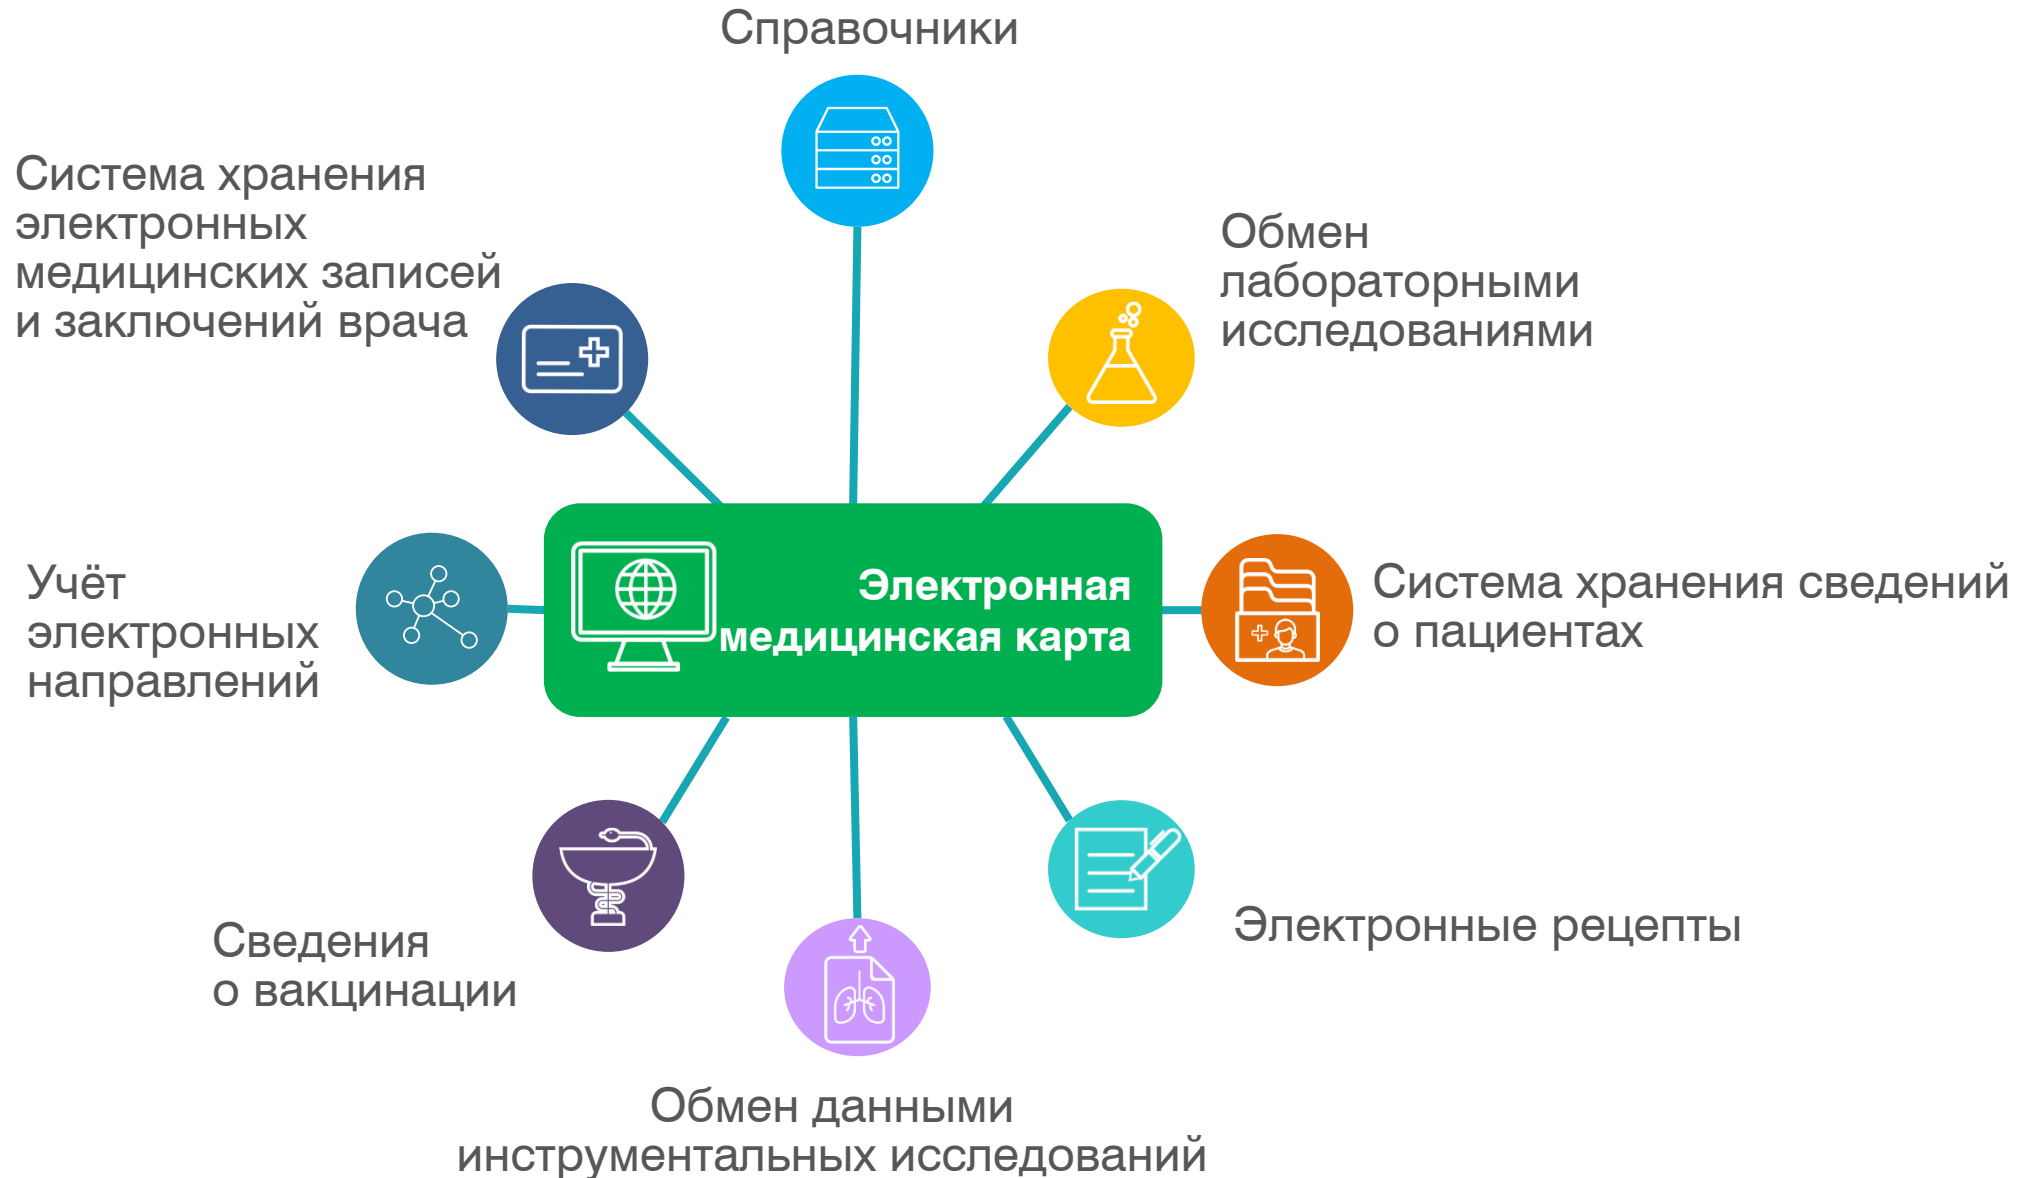 Справочники
Система хранения
электронных
медицинских записей
и заключений врача
Обмен
лабораторными
исследованиями
Учёт
электронных
направлений
Электронная
медицинская карта
Система хранения сведений
о пациентах
Сведения
о вакцинации
Электронные рецепты
Обмен данными
инструментальных исследований